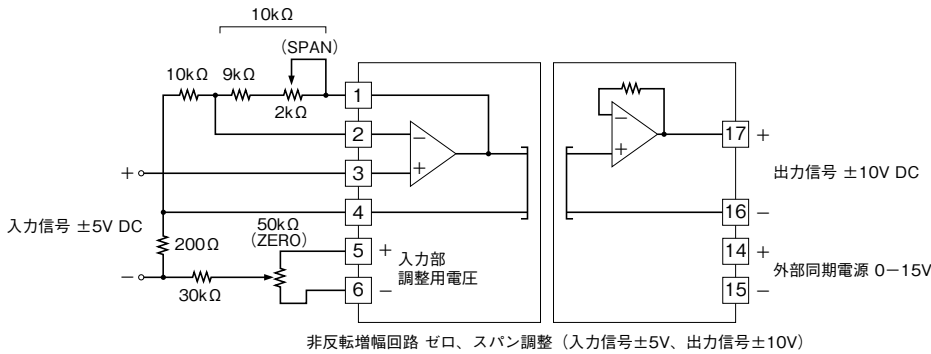 10kΩ
(SPAN)
10kΩ 9kΩ
2kΩ
1
2
3
4
5
6
+
−
+
入力信号 ±5V DC
−
200Ω
30kΩ
50kΩ
(ZERO)
+
−
入力部
調整用電圧
−
+
17 +
出力信号 ±10V DC
16 −
14 +
外部同期電源 0−15V
15 −
非反転増幅回路 ゼロ、スパン調整（入力信号±5V、出力信号±10V）